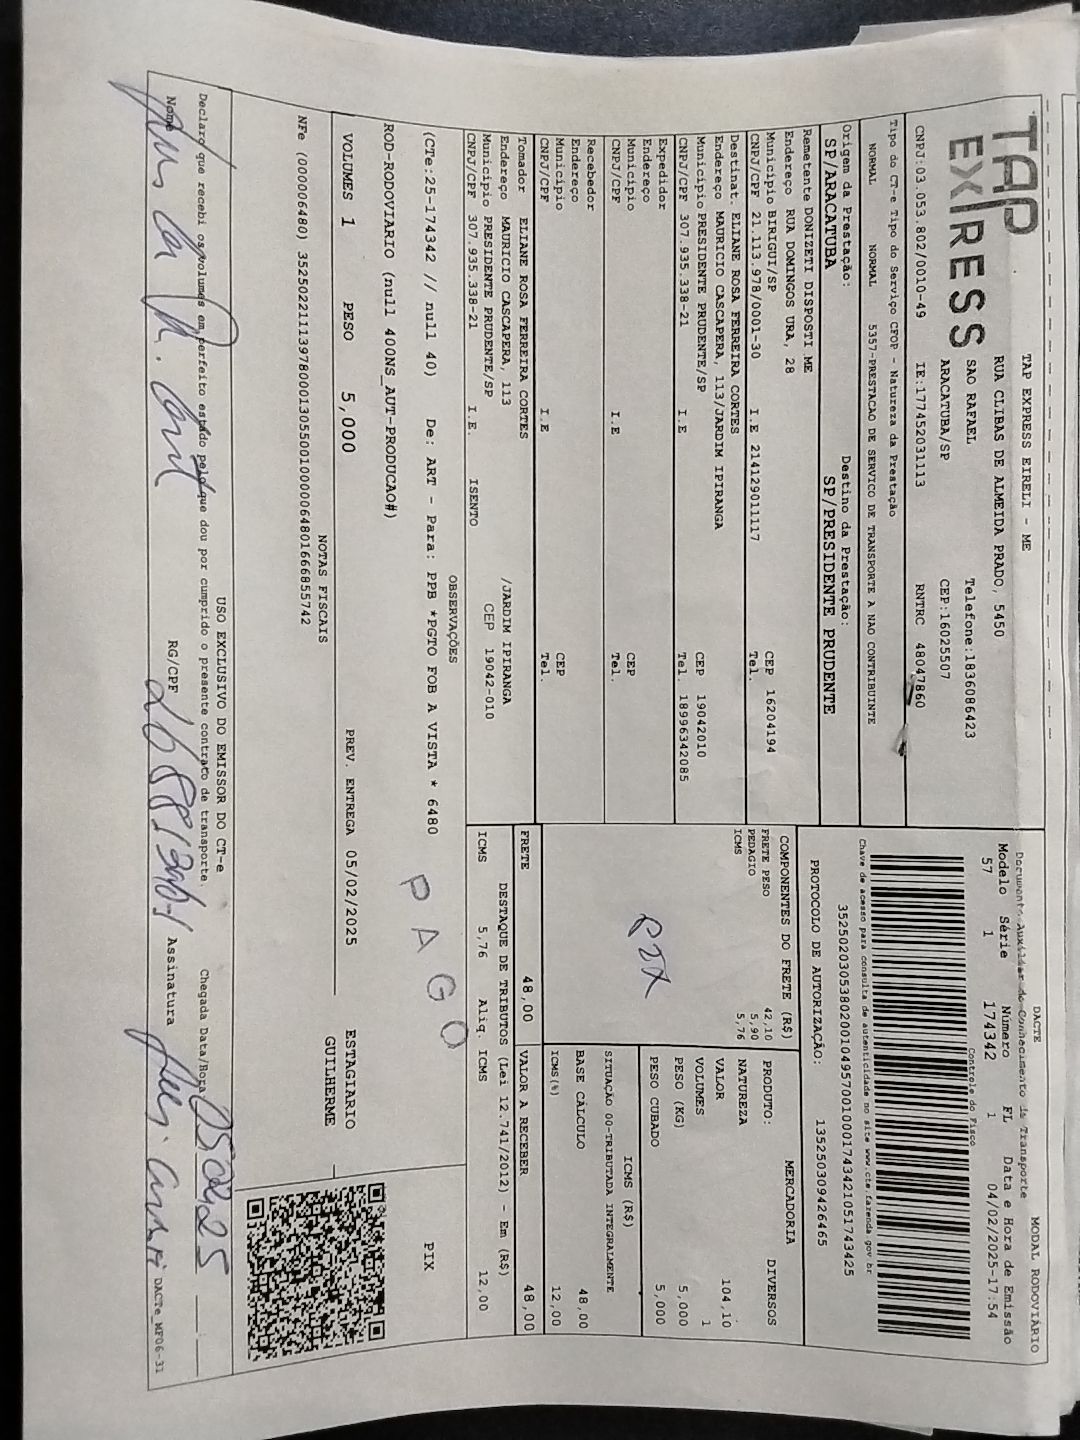 TAP
EXPRESS
TAP EXPRESS EIRELI - ME
RUA CLIBAS DE ALMEIDA PRADO, 5450
SAO RAFAEL Telefone:1836086423
ARACATUBA/SP CEP:16025507
CNPJ:03.053.802/0010-49 IE:177452031113 RNTRC 48047860
Tipo do CT-e Tipo do Serviço CFOP - Natureza da Prestação
NORMAL NORMAL 5357-PRESTACAO DE SERVICO DE TRANSPORTE A NAO CONTRIBUINTE
Origem da Prestação: Destino da Prestação:
SP/ARACATUBA SP/PRESIDENTE PRUDENTE
Remetente DONIZETI DISPOSTI ME
Endereço RUA DOMINGOS URA, 28
Municipio BIRIGUI/SP CEP 16204194
CNPJ/CPF 21.113.978/0001-30 I.E 214129011117 Tel.
Destinat. ELIANE ROSA FERREIRA CORTES
Endereço MAURICIO CASCAPERA, 113/JARDIM IPIRANGA
Municipio PRESIDENTE PRUDENTE/SP CEP 19042010
CNPJ/CPF 307.935.338-21 I.E Tel. 18996342085
Expedidor
Endereço
Municipio CEP
CNPJ/CPF I.E Tel.
Recebedor
Endereço
Municipio CEP
CNPJ/CPF I.E Tel.
Tomador ELIANE ROSA FERREIRA CORTES
Endereço MAURICIO CASCAPERA, 113 /JARDIM IPIRANGA
Municipio PRESIDENTE PRUDENTE/SP CEP 19042-010
CNPJ/CPF 307.935.338-21 I.E. ISENTO
DACTE MODAL RODOVIÁRIO
Documento Auxiliar do Conhecimento de Transporte
Modelo Série Número FL Data e Hora de Emissão
57 1 174342 1 04/02/2025-17:54
Controle do Fisco
Chave de acesso para consulta de autenticidade no site www.cte.fazenda.gov.br
35250203053802001049570010001743421051743425
PROTOCOLO DE AUTORIZAÇÃO: 135250309426465
COMPONENTES DO FRETE (R$)
FRETE PESO 42,10
PEDAGIO 5,90
ICMS 5,76
MERCADORIA
PRODUTO: DIVERSOS
NATUREZA
VALOR 104,10
VOLUMES 1
PESO (KG) 5,000
PESO CUBADO 5,000
ICMS (R$)
SITUAÇÃO 00-TRIBUTADA INTEGRALMENTE
BASE CÁLCULO 48,00
ICMS(%) 12,00
FRETE 48,00 VALOR A RECEBER 48,00
DESTAQUE DE TRIBUTOS (Lei 12.741/2012) - Em (R$)
ICMS 5,76 Aliq. ICMS 12,00
OBSERVAÇÕES
(CTe:25-174342 // null 40) De: ART - Para: PPB *PGTO FOB A VISTA * 6480
PAGO
PIX
ROD-RODOVIARIO (null 400NS_AUT-PRODUCAO#)
VOLUMES 1 PESO 5,000 PREV. ENTREGA 05/02/2025
ESTAGIARIO
GUILHERME
NOTAS FISCAIS
NFe (000006480) 35250221113978000130550010000064801666855742
USO EXCLUSIVO DO EMISSOR DO CT-e
Declaro que recebi os volumes em perfeito estado pelo que dou por cumprido o presente contrato de transporte.
Chegada Data/Hora 05 02 25
Nome RG/CPF Assinatura
DACTe_MF06-31